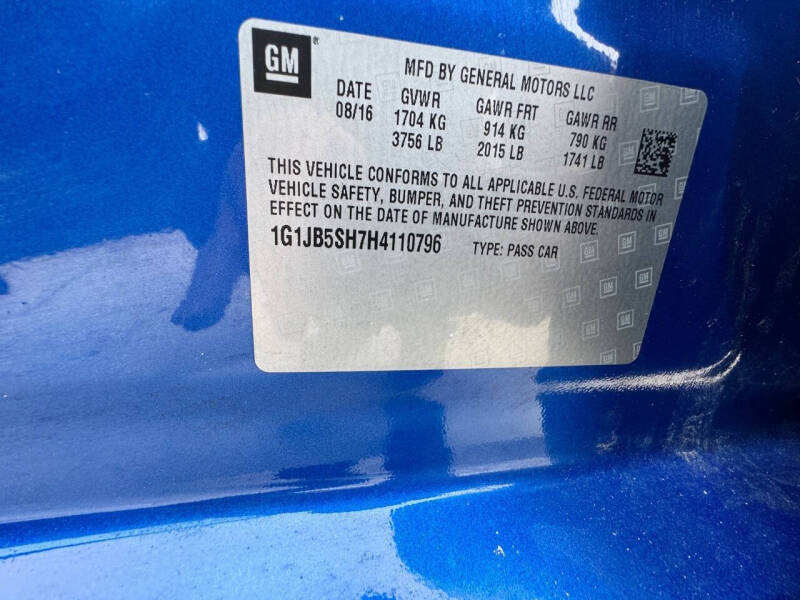 GM
MFD BY GENERAL MOTORS LLC
DATE GVWR GAWR FRT GAWR RR
08/16 1704 KG 914 KG 790 KG
3756 LB 2015 LB 1741 LB
THIS VEHICLE CONFORMS TO ALL APPLICABLE U.S. FEDERAL MOTOR
VEHICLE SAFETY, BUMPER, AND THEFT PREVENTION STANDARDS IN
EFFECT ON THE DATE OF MANUFACTURE SHOWN ABOVE.
1G1JB5SH7H4110796 TYPE: PASS CAR